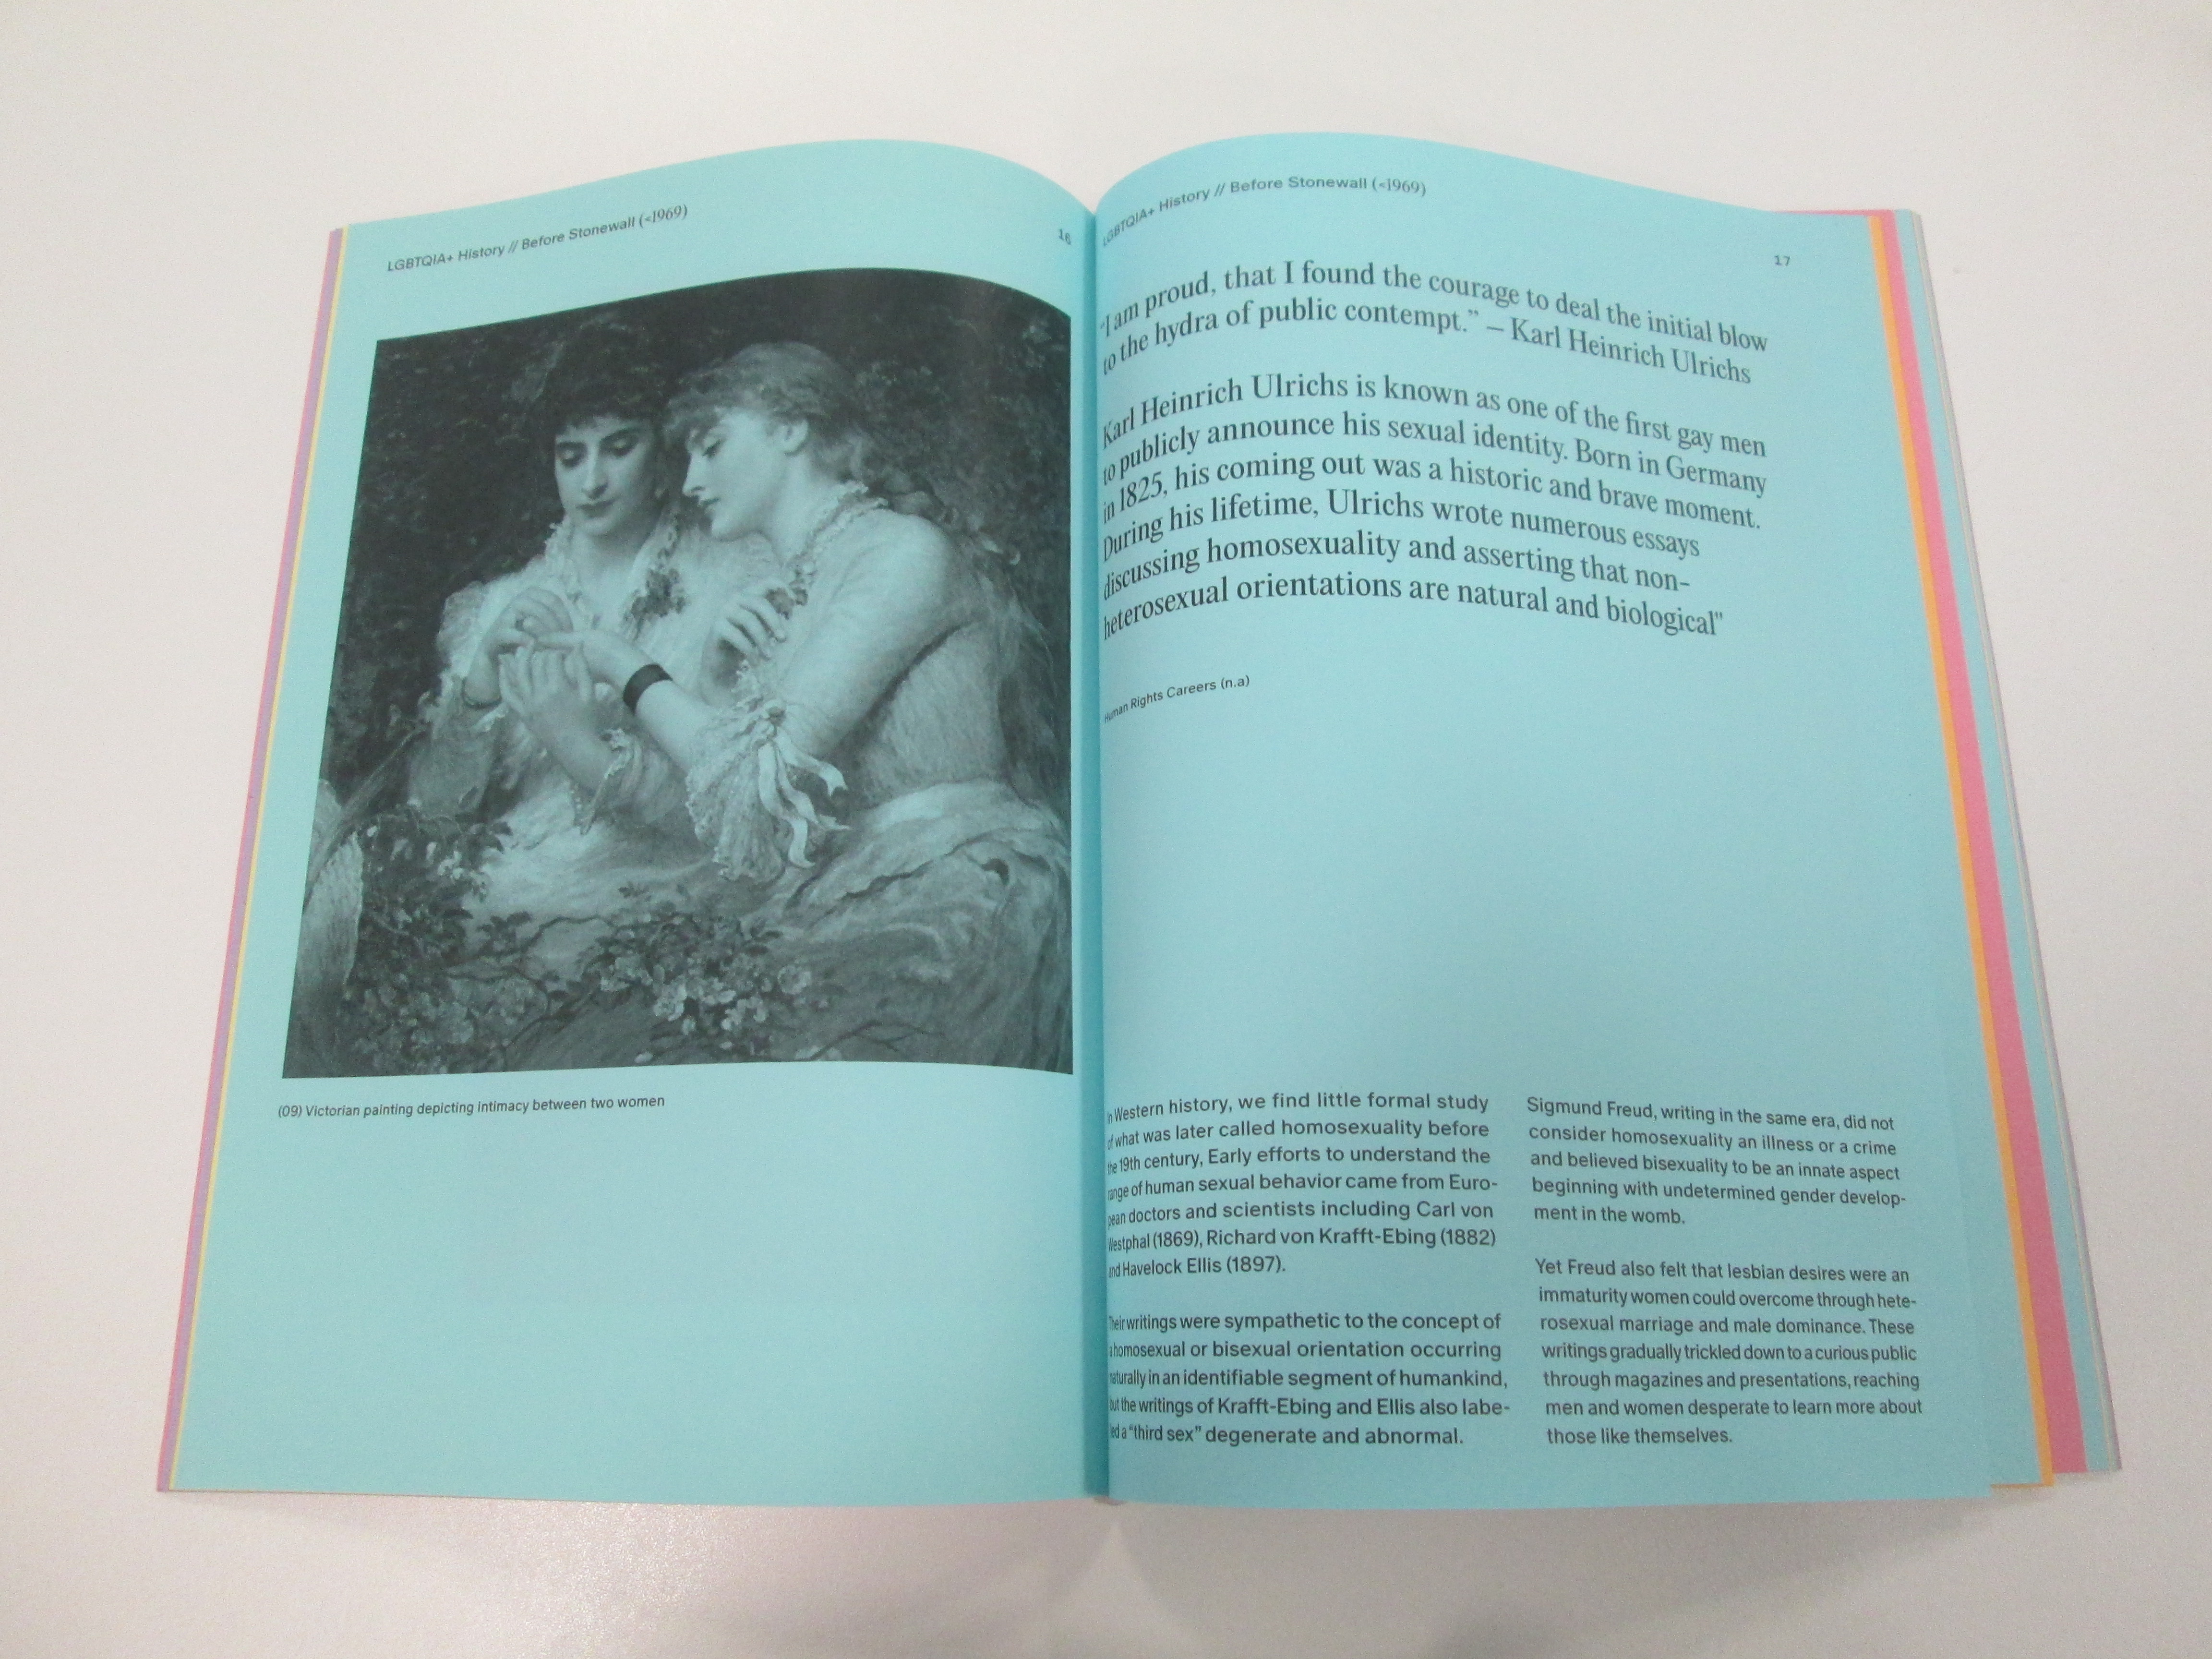 LGBTQIA+ History // Before Stonewall (<1969)
16
(09) Victorian painting depicting intimacy between two women
LGBTQIA+ History // Before Stonewall (<1969)
17
“I am proud, that I found the courage to deal the initial blow
to the hydra of public contempt.” – Karl Heinrich Ulrichs
Karl Heinrich Ulrichs is known as one of the first gay men
to publicly announce his sexual identity. Born in Germany
in 1825, his coming out was a historic and brave moment.
During his lifetime, Ulrichs wrote numerous essays
discussing homosexuality and asserting that non-
heterosexual orientations are natural and biological"
Human Rights Careers (n.a)
In Western history, we find little formal study
of what was later called homosexuality before
the 19th century, Early efforts to understand the
range of human sexual behavior came from Euro-
pean doctors and scientists including Carl von
Westphal (1869), Richard von Krafft-Ebing (1882)
and Havelock Ellis (1897).
Their writings were sympathetic to the concept of
a homosexual or bisexual orientation occurring
naturally in an identifiable segment of humankind,
but the writings of Krafft-Ebing and Ellis also labe-
led a “third sex” degenerate and abnormal.
Sigmund Freud, writing in the same era, did not
consider homosexuality an illness or a crime
and believed bisexuality to be an innate aspect
beginning with undetermined gender develop-
ment in the womb.
Yet Freud also felt that lesbian desires were an
immaturity women could overcome through hete-
rosexual marriage and male dominance. These
writings gradually trickled down to a curious public
through magazines and presentations, reaching
men and women desperate to learn more about
those like themselves.